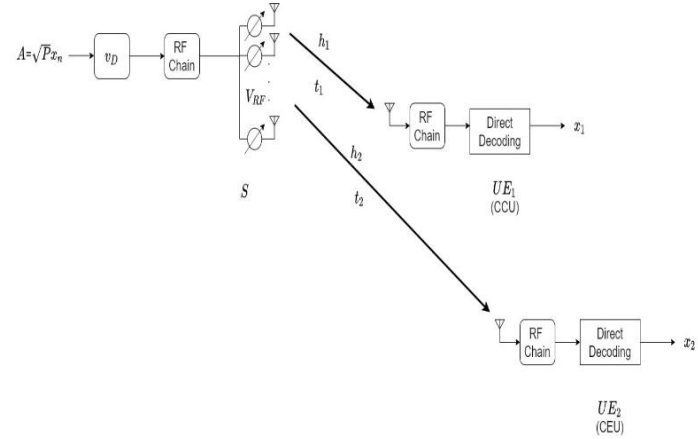 A=√Px_n
v_D
RF
Chain
V_RF
S
h_1
t_1
h_2
t_2
RF
Chain
Direct
Decoding
x_1
UE_1
(CCU)
RF
Chain
Direct
Decoding
x_2
UE_2
(CEU)